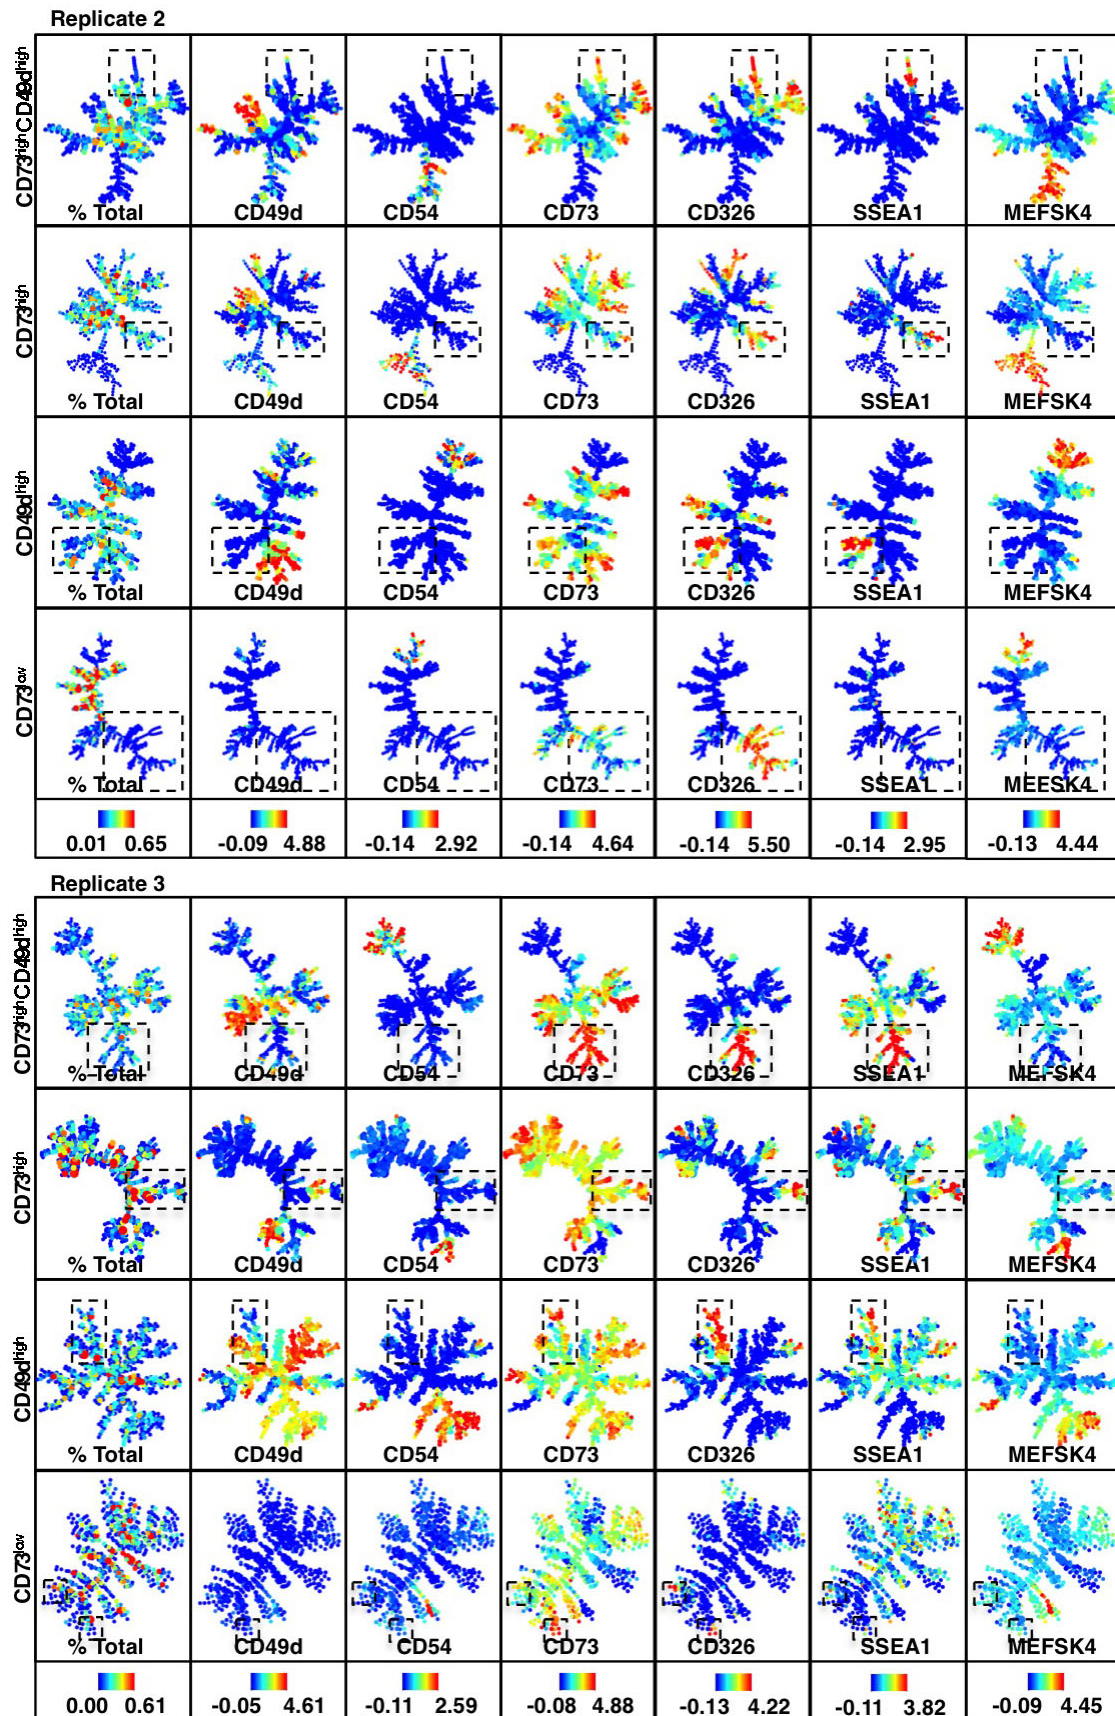 Replicate 2
CD73highCD49dhigh
% Total CD49d CD54 CD73 CD326 SSEA1 MEFSK4
CD73high
% Total CD49d CD54 CD73 CD326 SSEA1 MEFSK4
CD49dhigh
% Total CD49d CD54 CD73 CD326 SSEA1 MEFSK4
CD73low
% Total CD49d CD54 CD73 CD326 SSEA1 MEFSK4
0.01 0.65 -0.09 4.88 -0.14 2.92 -0.14 4.64 -0.14 5.50 -0.14 2.95 -0.13 4.44
Replicate 3
CD73highCD49dhigh
% Total CD49d CD54 CD73 CD326 SSEA1 MEFSK4
CD73high
% Total CD49d CD54 CD73 CD326 SSEA1 MEFSK4
CD49dhigh
% Total CD49d CD54 CD73 CD326 SSEA1 MEFSK4
CD73low
% Total CD49d CD54 CD73 CD326 SSEA1 MEFSK4
0.00 0.61 -0.05 4.61 -0.11 2.59 -0.08 4.88 -0.13 4.22 -0.11 3.82 -0.09 4.45